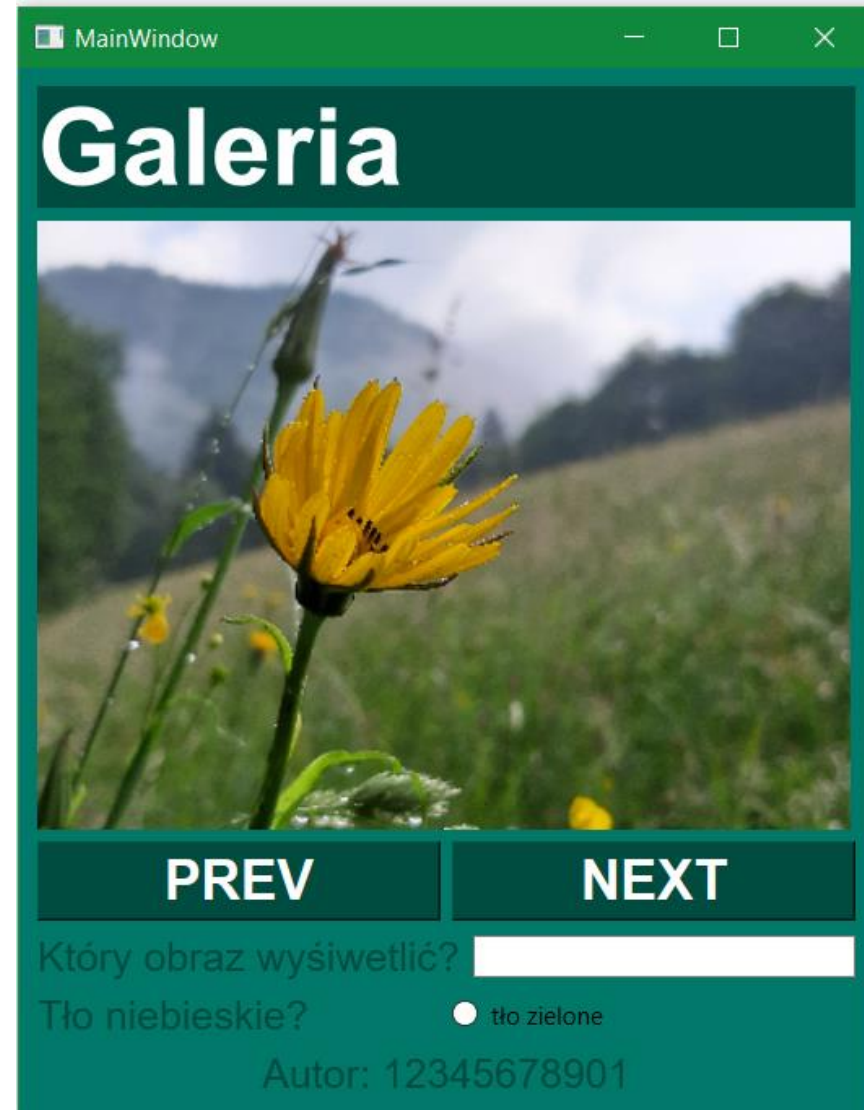 MainWindow
Galeria
PREV NEXT
Który obraz wyśiwetlić?
Tło niebieskie? tło zielone
Autor: 12345678901